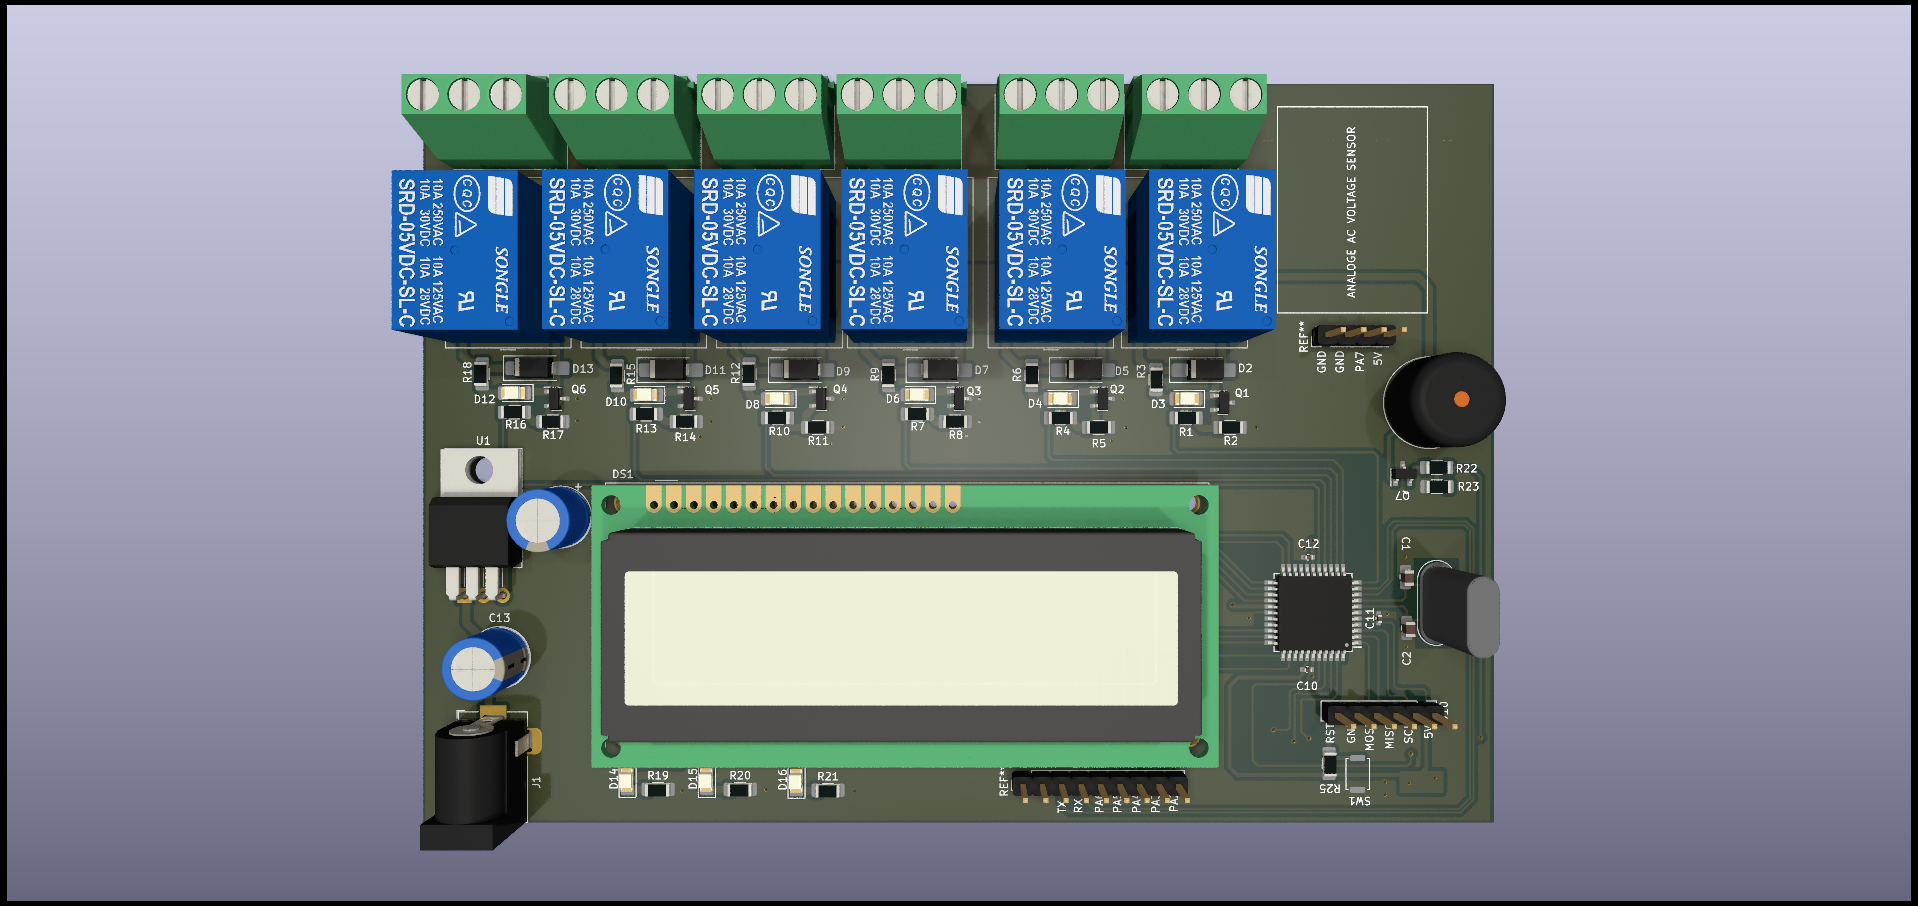 10A 250VAC 10A 125VAC
10A 30VDC 10A 28VDC
SRD-05VDC-SL-C
CQC
SONGLE
10A 250VAC 10A 125VAC
10A 30VDC 10A 28VDC
SRD-05VDC-SL-C
CQC
SONGLE
10A 250VAC 10A 125VAC
10A 30VDC 10A 28VDC
SRD-05VDC-SL-C
CQC
SONGLE
10A 250VAC 10A 125VAC
10A 30VDC 10A 28VDC
SRD-05VDC-SL-C
CQC
SONGLE
10A 250VAC 10A 125VAC
10A 30VDC 10A 28VDC
SRD-05VDC-SL-C
CQC
SONGLE
10A 250VAC 10A 125VAC
10A 30VDC 10A 28VDC
SRD-05VDC-SL-C
CQC
SONGLE
ANALOGE AC VOLTAGE SENSOR
REF**
GND
GND
PA7
5V
R18
D13
D12
Q6
R16
R17
R15
D11
D10
Q5
R13
R14
R12
D9
D8
Q4
R10
R11
R9
D7
D6
Q3
R7
R8
R6
D5
D4
Q2
R4
R5
R3
D2
D3
Q1
R1
R2
U1
DS1
+
R22
R23
Q7
C12
C1
C11
C2
C10
C13
J1
RST
MISO
5V
R25
SW1
D14
R19
D15
R20
D16
R21
TX
RX